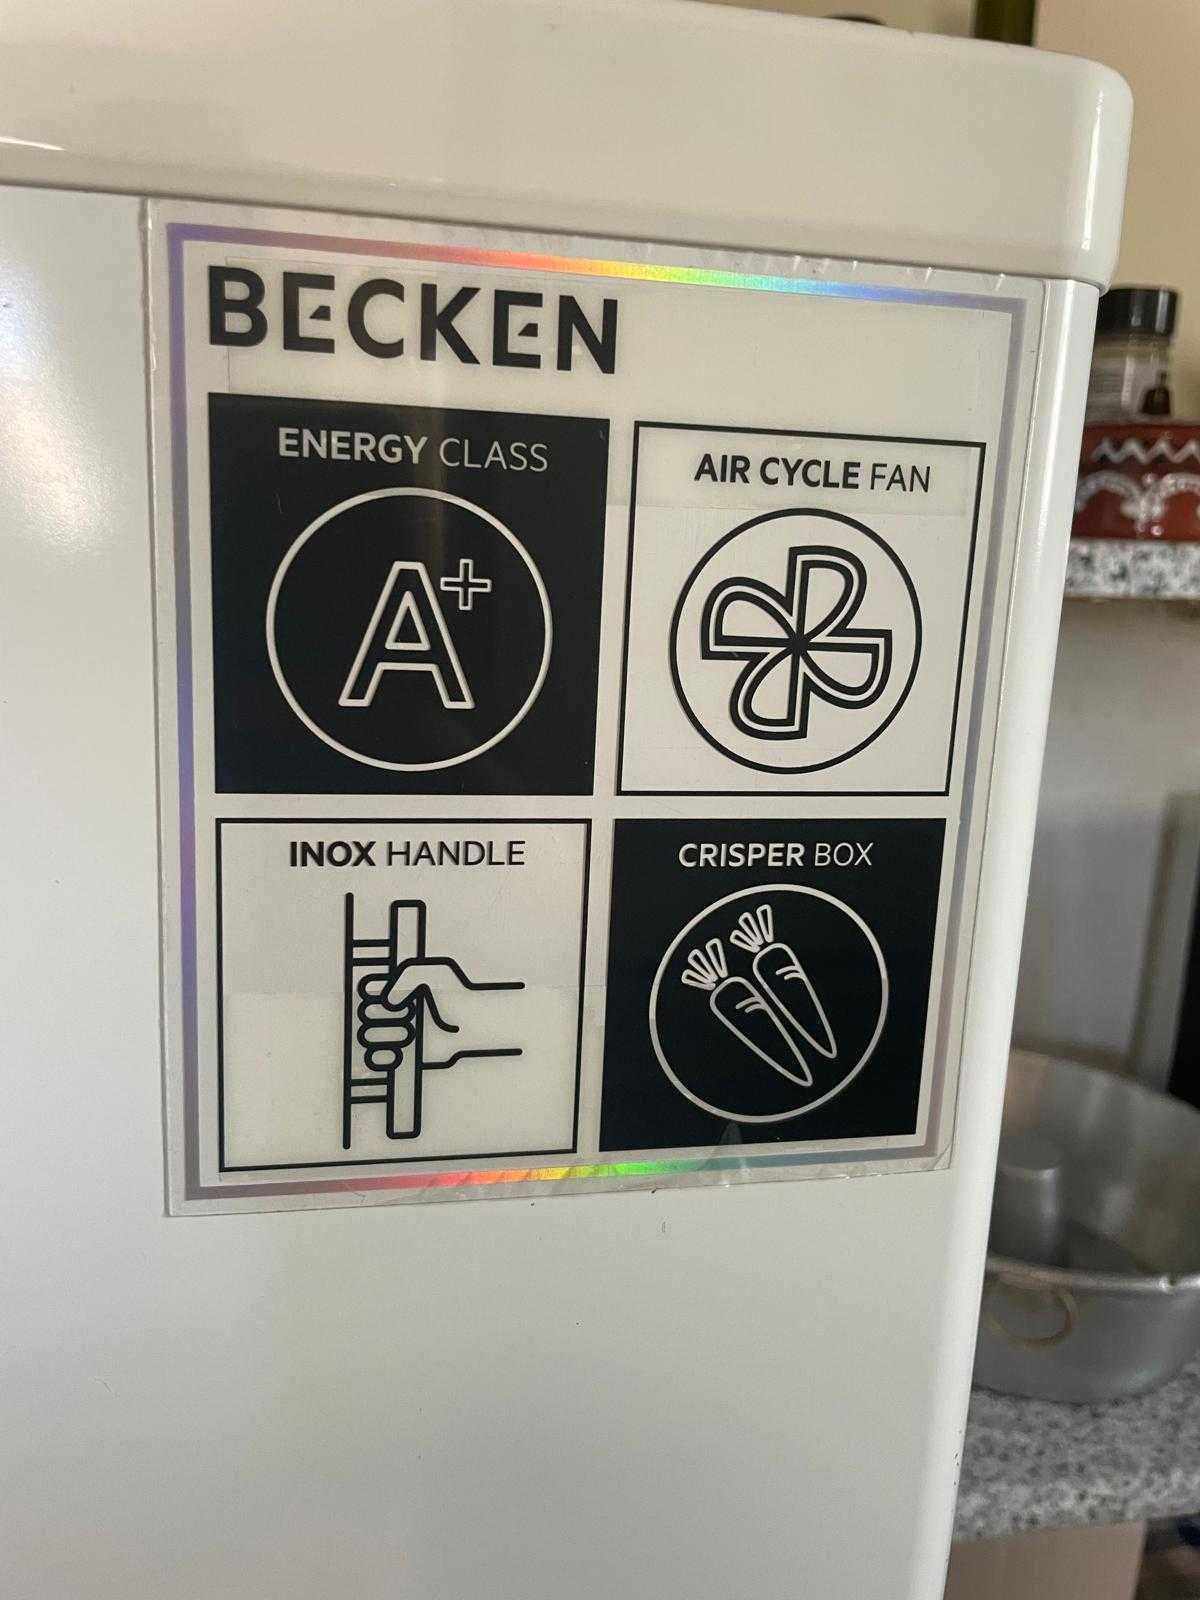 BECKEN
ENERGY CLASS
A+
AIR CYCLE FAN
INOX HANDLE
CRISPER BOX